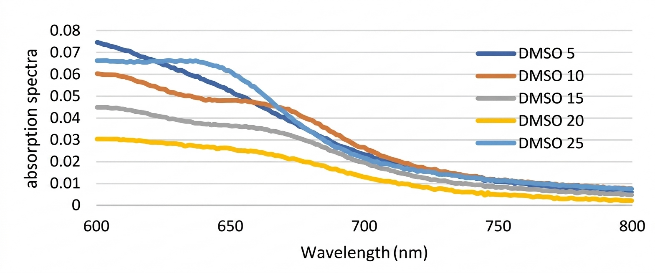 0.08
0.07
0.06
0.05
0.04
0.03
0.02
0.01
0
absorption spectra
600
650
700
750
800
Wavelength (nm)
DMSO 5
DMSO 10
DMSO 15
DMSO 20
DMSO 25